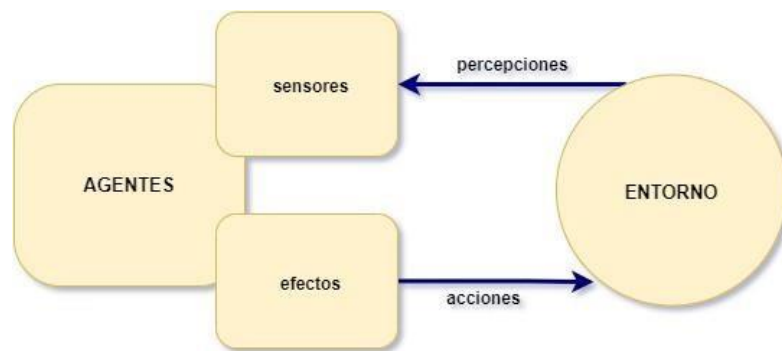 percepciones
sensores
AGENTES
ENTORNO
efectos
acciones